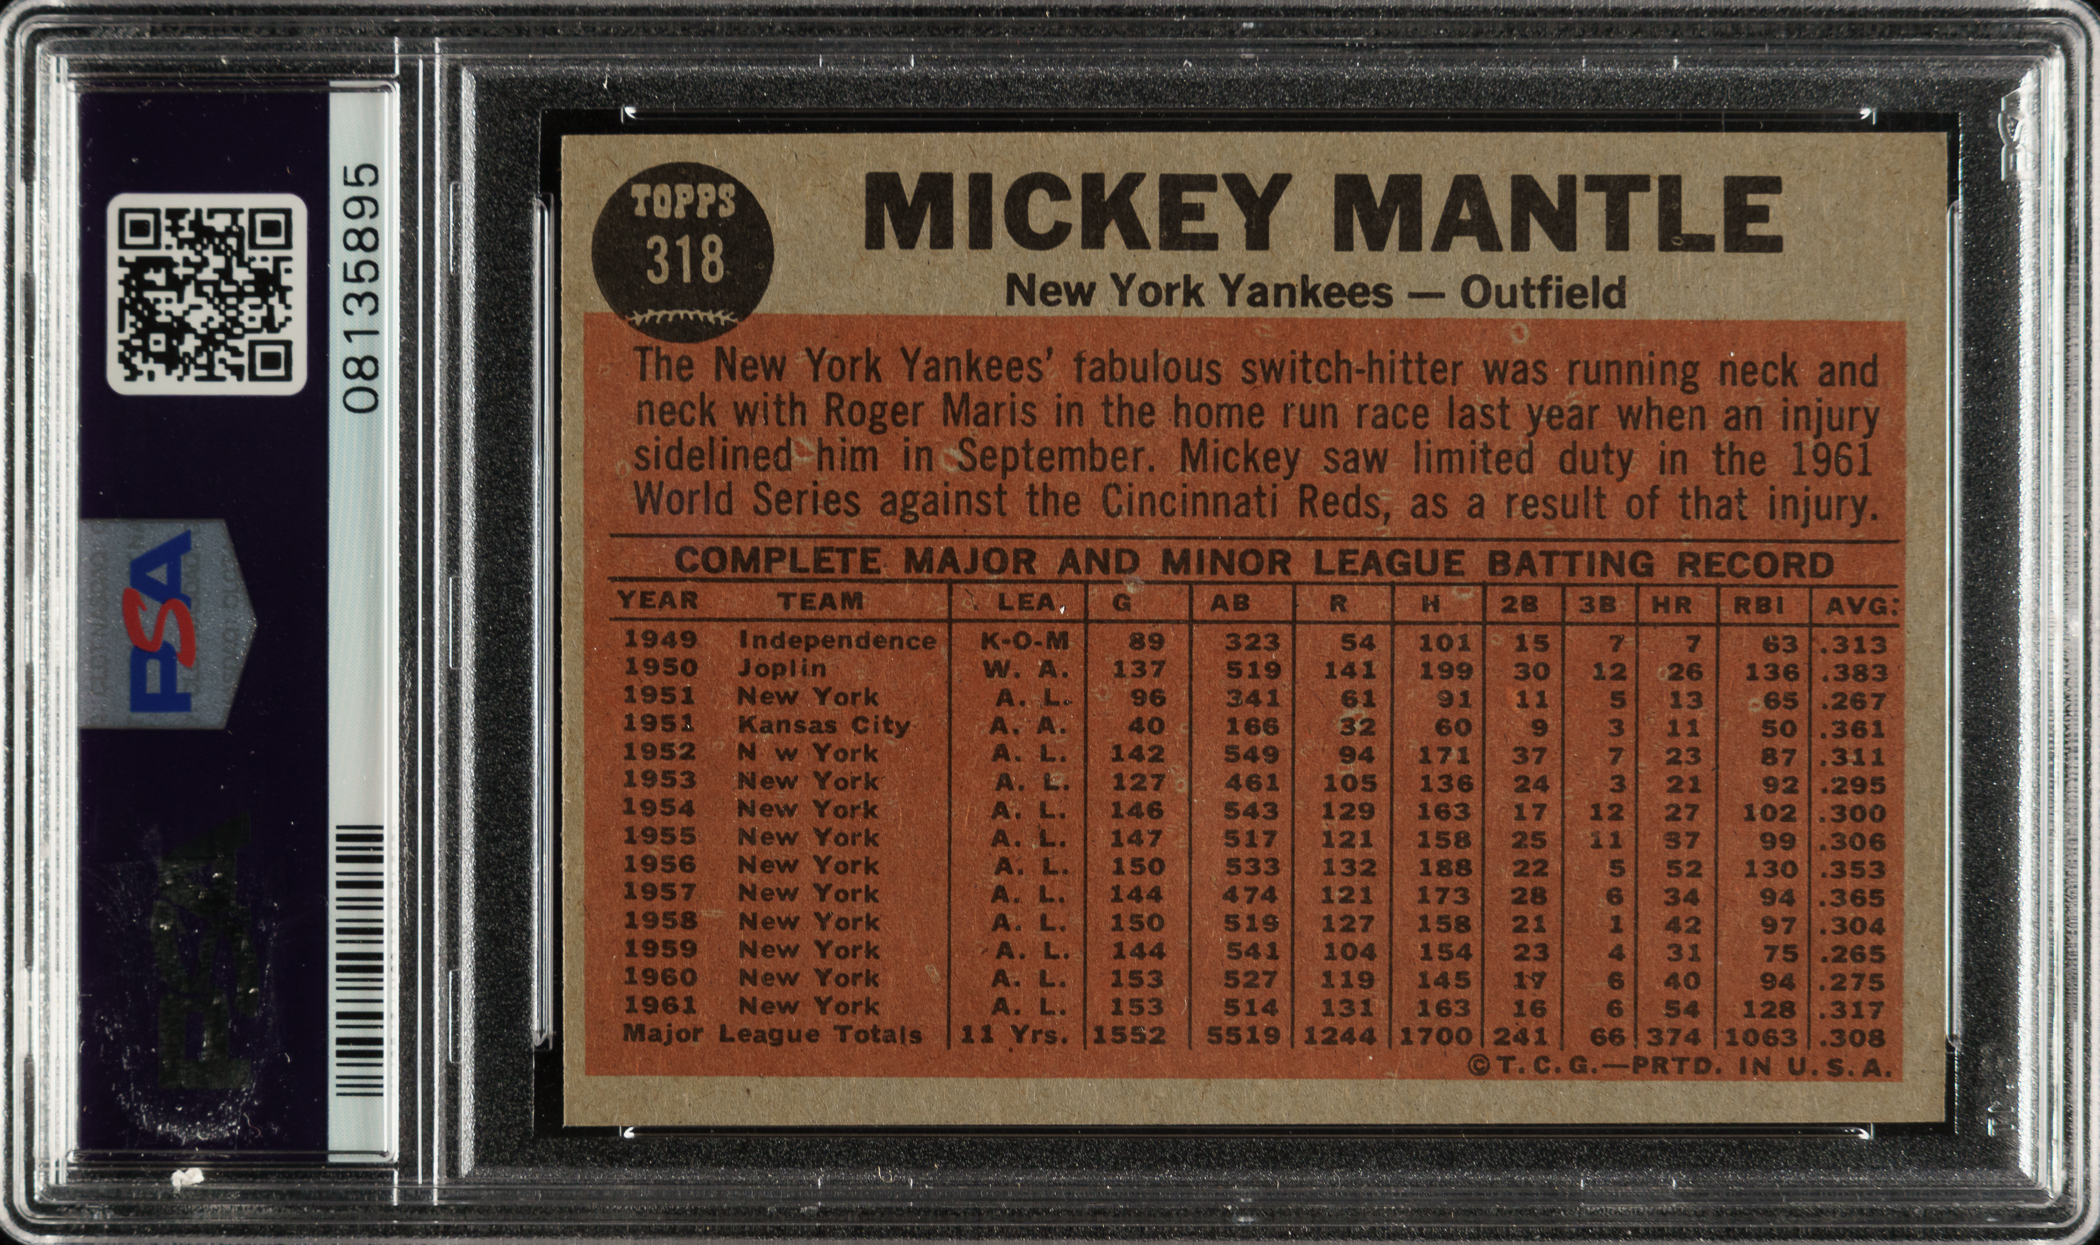 TOPPS
318
MICKEY MANTLE
New York Yankees — Outfield
The New York Yankees' fabulous switch-hitter was running neck and
neck with Roger Maris in the home run race last year when an injury
sidelined him in September. Mickey saw limited duty in the 1961
World Series against the Cincinnati Reds, as a result of that injury.
COMPLETE MAJOR AND MINOR LEAGUE BATTING RECORD
YEAR TEAM LEA. G AB R H 2B 3B HR RBI AVG.
1949 Independence K-O-M 89 323 54 101 15 7 7 63 .313
1950 Joplin W. A. 137 519 141 199 30 12 26 136 .383
1951 New York A. L. 96 341 61 91 11 5 13 65 .267
1951 Kansas City A. A. 40 166 32 60 9 3 11 50 .361
1952 N w York A. L. 142 549 94 171 37 7 23 87 .311
1953 New York A. L. 127 461 105 136 24 3 21 92 .295
1954 New York A. L. 146 543 129 163 17 12 27 102 .300
1955 New York A. L. 147 517 121 158 25 11 37 99 .306
1956 New York A. L. 150 533 132 188 22 5 52 130 .353
1957 New York A. L. 144 474 121 173 28 6 34 94 .365
1958 New York A. L. 150 519 127 158 21 1 42 97 .304
1959 New York A. L. 144 541 104 154 23 4 31 75 .265
1960 New York A. L. 153 527 119 145 17 6 40 94 .275
1961 New York A. L. 153 514 131 163 16 6 54 128 .317
Major League Totals 11 Yrs. 1552 5519 1244 1700 241 66 374 1063 .308
©T.C.G.—PRTD. IN U.S.A.
08135895
PSA
PSA